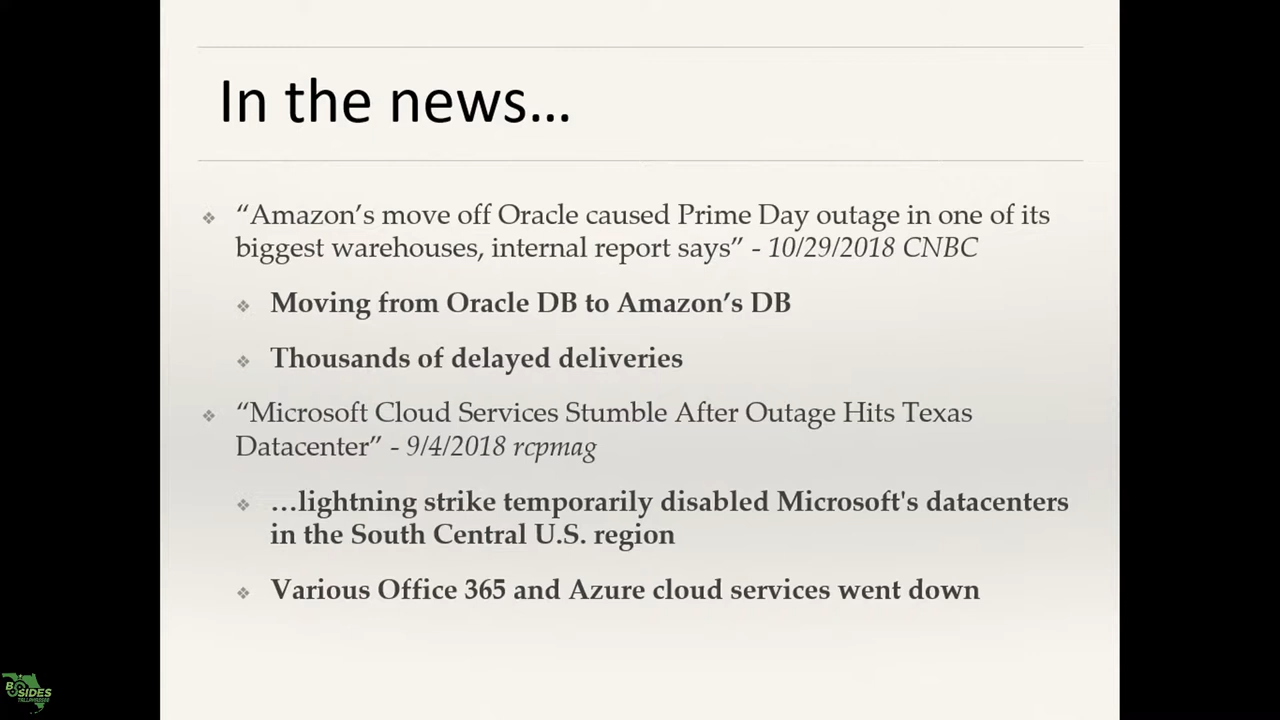 In the news…
“Amazon’s move off Oracle caused Prime Day outage in one of its
biggest warehouses, internal report says” - 10/29/2018 CNBC
Moving from Oracle DB to Amazon’s DB
Thousands of delayed deliveries
“Microsoft Cloud Services Stumble After Outage Hits Texas
Datacenter” - 9/4/2018 rcpmag
…lightning strike temporarily disabled Microsoft's datacenters
in the South Central U.S. region
Various Office 365 and Azure cloud services went down
BSIDES
TALLAHASSEE